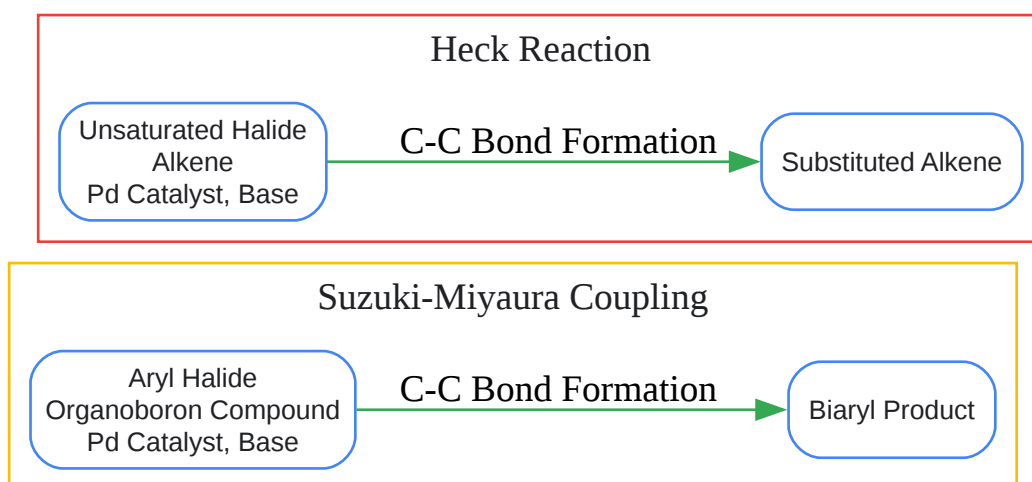 Heck Reaction
Unsaturated Halide
Alkene
Pd Catalyst, Base
C-C Bond Formation
Substituted Alkene
Suzuki-Miyaura Coupling
Aryl Halide
Organoboron Compound
Pd Catalyst, Base
C-C Bond Formation
Biaryl Product